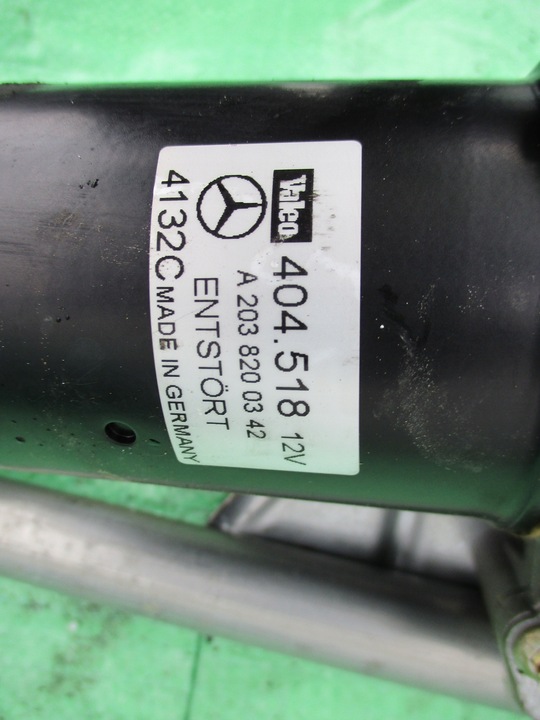 Valeo
404.518 12V
A 203 820 03 42
ENTSTÖRT
4132C MADE IN GERMANY